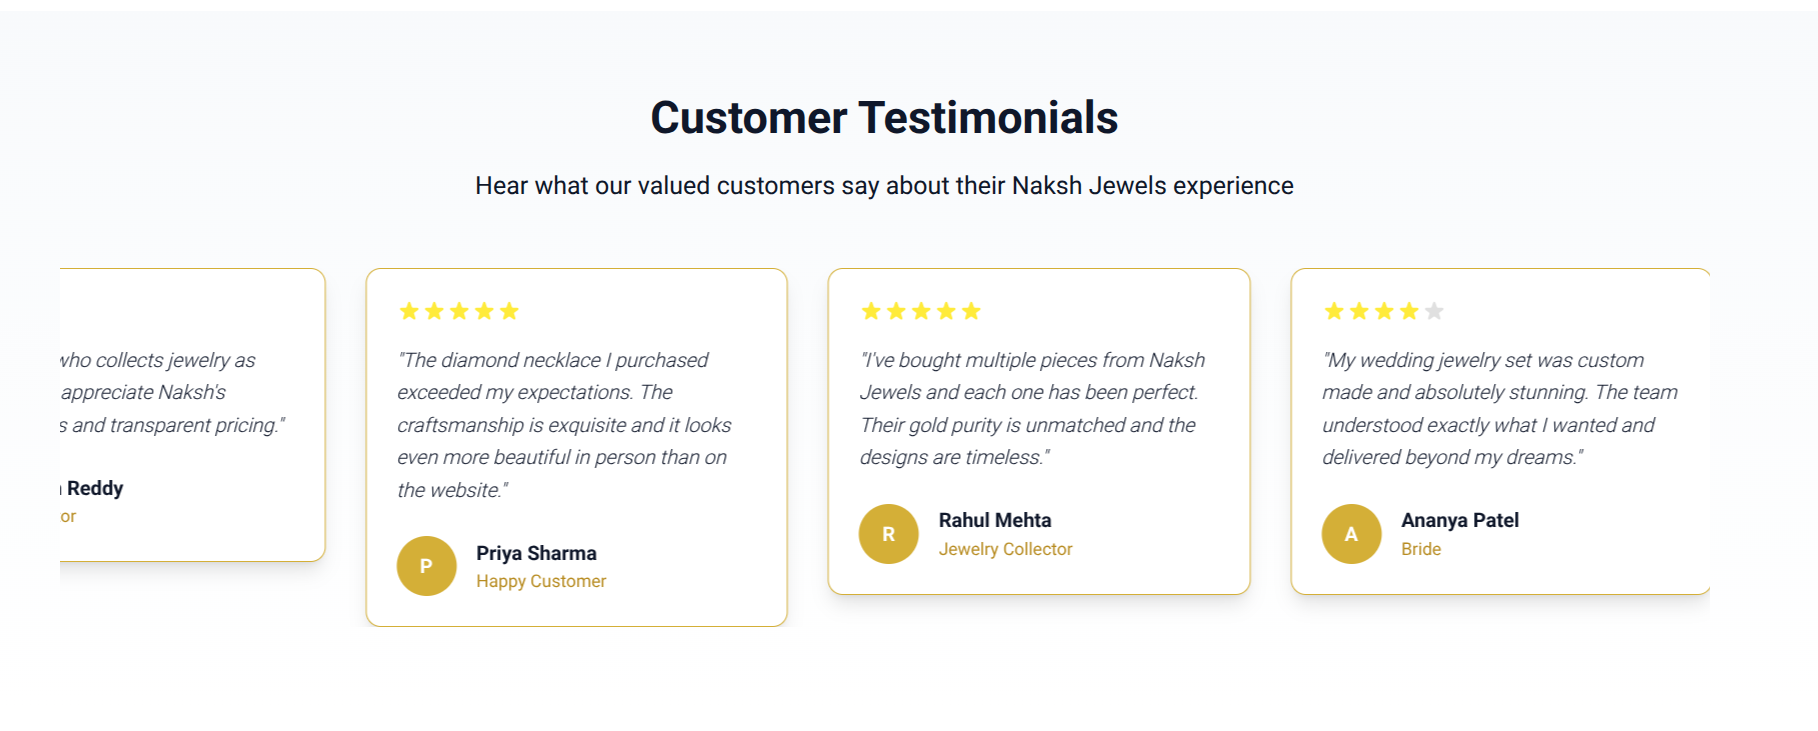 Customer Testimonials
Hear what our valued customers say about their Naksh Jewels experience
who collects jewelry as
appreciate Naksh's
s and transparent pricing."
Reddy
or
"The diamond necklace I purchased
exceeded my expectations. The
craftsmanship is exquisite and it looks
even more beautiful in person than on
the website."
P
Priya Sharma
Happy Customer
"I've bought multiple pieces from Naksh
Jewels and each one has been perfect.
Their gold purity is unmatched and the
designs are timeless."
R
Rahul Mehta
Jewelry Collector
"My wedding jewelry set was custom
made and absolutely stunning. The team
understood exactly what I wanted and
delivered beyond my dreams."
A
Ananya Patel
Bride